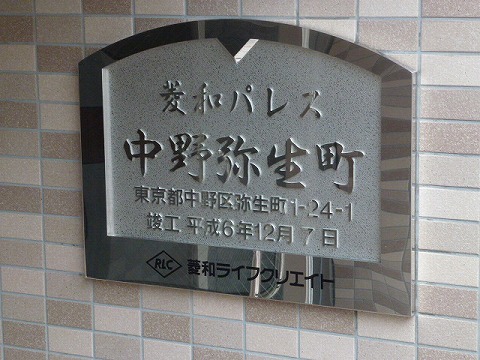 菱和パレス
中野弥生町
東京都中野区弥生町1-24-1
竣工 平成6年12月7日
RLC 菱和ライフクリエイト